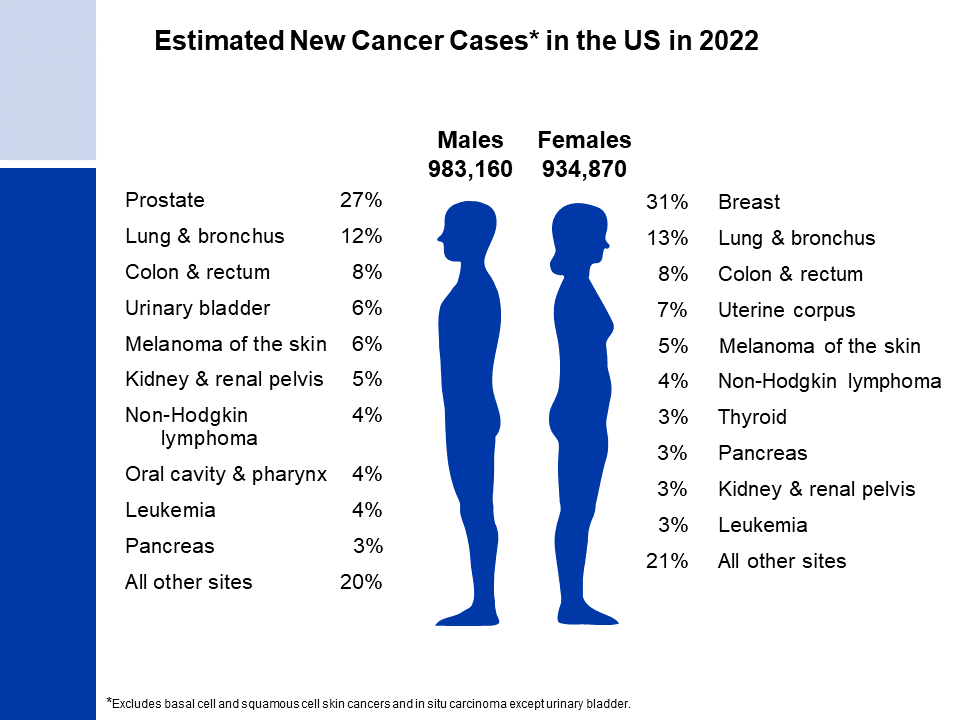 Estimated New Cancer Cases* in the US in 2022
Males Females
983,160 934,870
Prostate 27%
Lung & bronchus 12%
Colon & rectum 8%
Urinary bladder 6%
Melanoma of the skin 6%
Kidney & renal pelvis 5%
Non-Hodgkin 4%
lymphoma
Oral cavity & pharynx 4%
Leukemia 4%
Pancreas 3%
All other sites 20%
31% Breast
13% Lung & bronchus
8% Colon & rectum
7% Uterine corpus
5% Melanoma of the skin
4% Non-Hodgkin lymphoma
3% Thyroid
3% Pancreas
3% Kidney & renal pelvis
3% Leukemia
21% All other sites
*Excludes basal cell and squamous cell skin cancers and in situ carcinoma except urinary bladder.